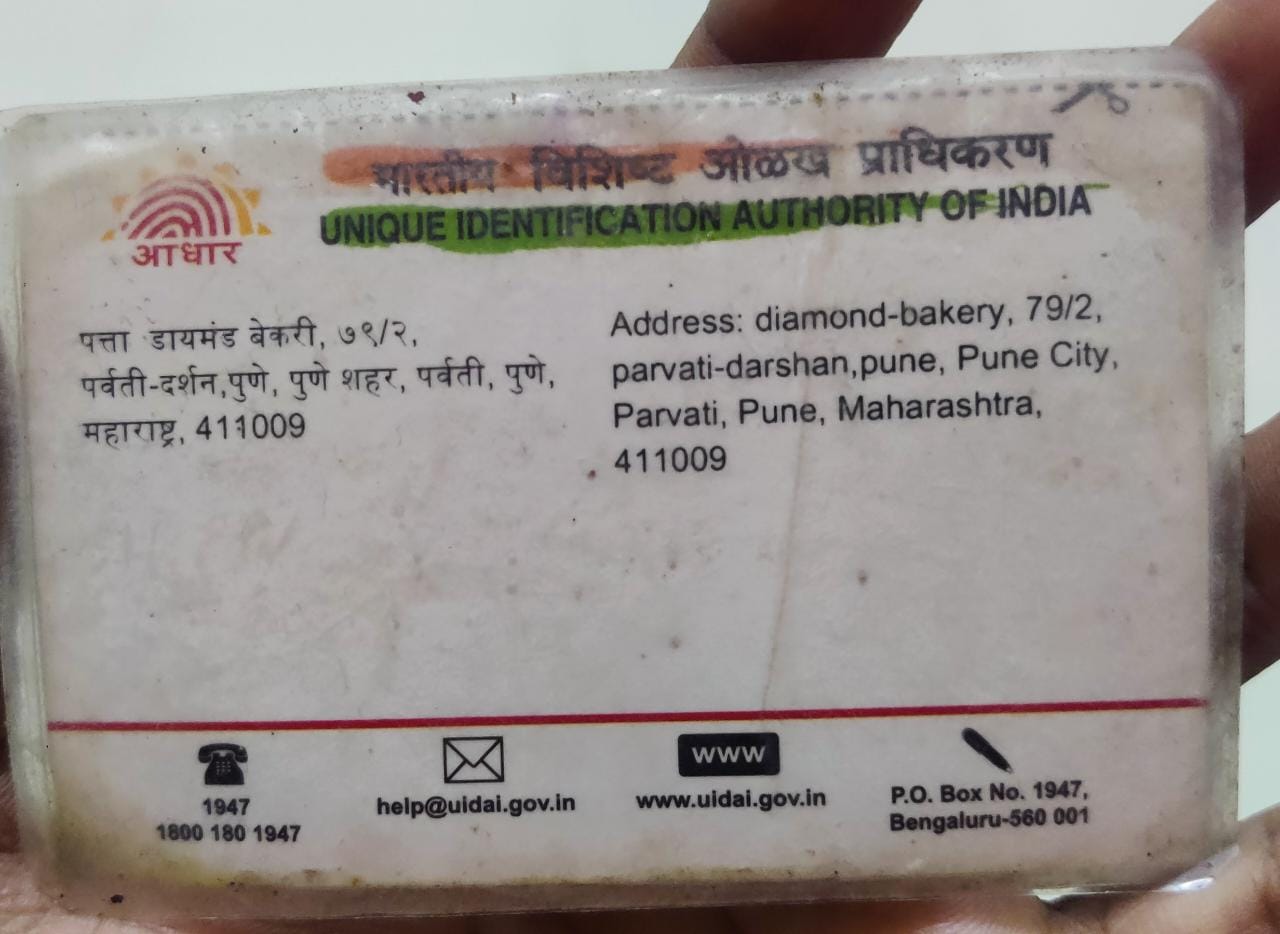 भारतीय विशिष्ट ओळख प्राधिकरण
UNIQUE IDENTIFICATION AUTHORITY OF INDIA
आधार
पत्ता डायमंड बेकरी, ७९/२,
पर्वती-दर्शन,पुणे, पुणे शहर, पर्वती, पुणे,
महाराष्ट्र, 411009
Address: diamond-bakery, 79/2,
parvati-darshan,pune, Pune City,
Parvati, Pune, Maharashtra,
411009
1947
1800 180 1947
help@uidai.gov.in
www
www.uidai.gov.in
P.O. Box No. 1947,
Bengaluru-560 001